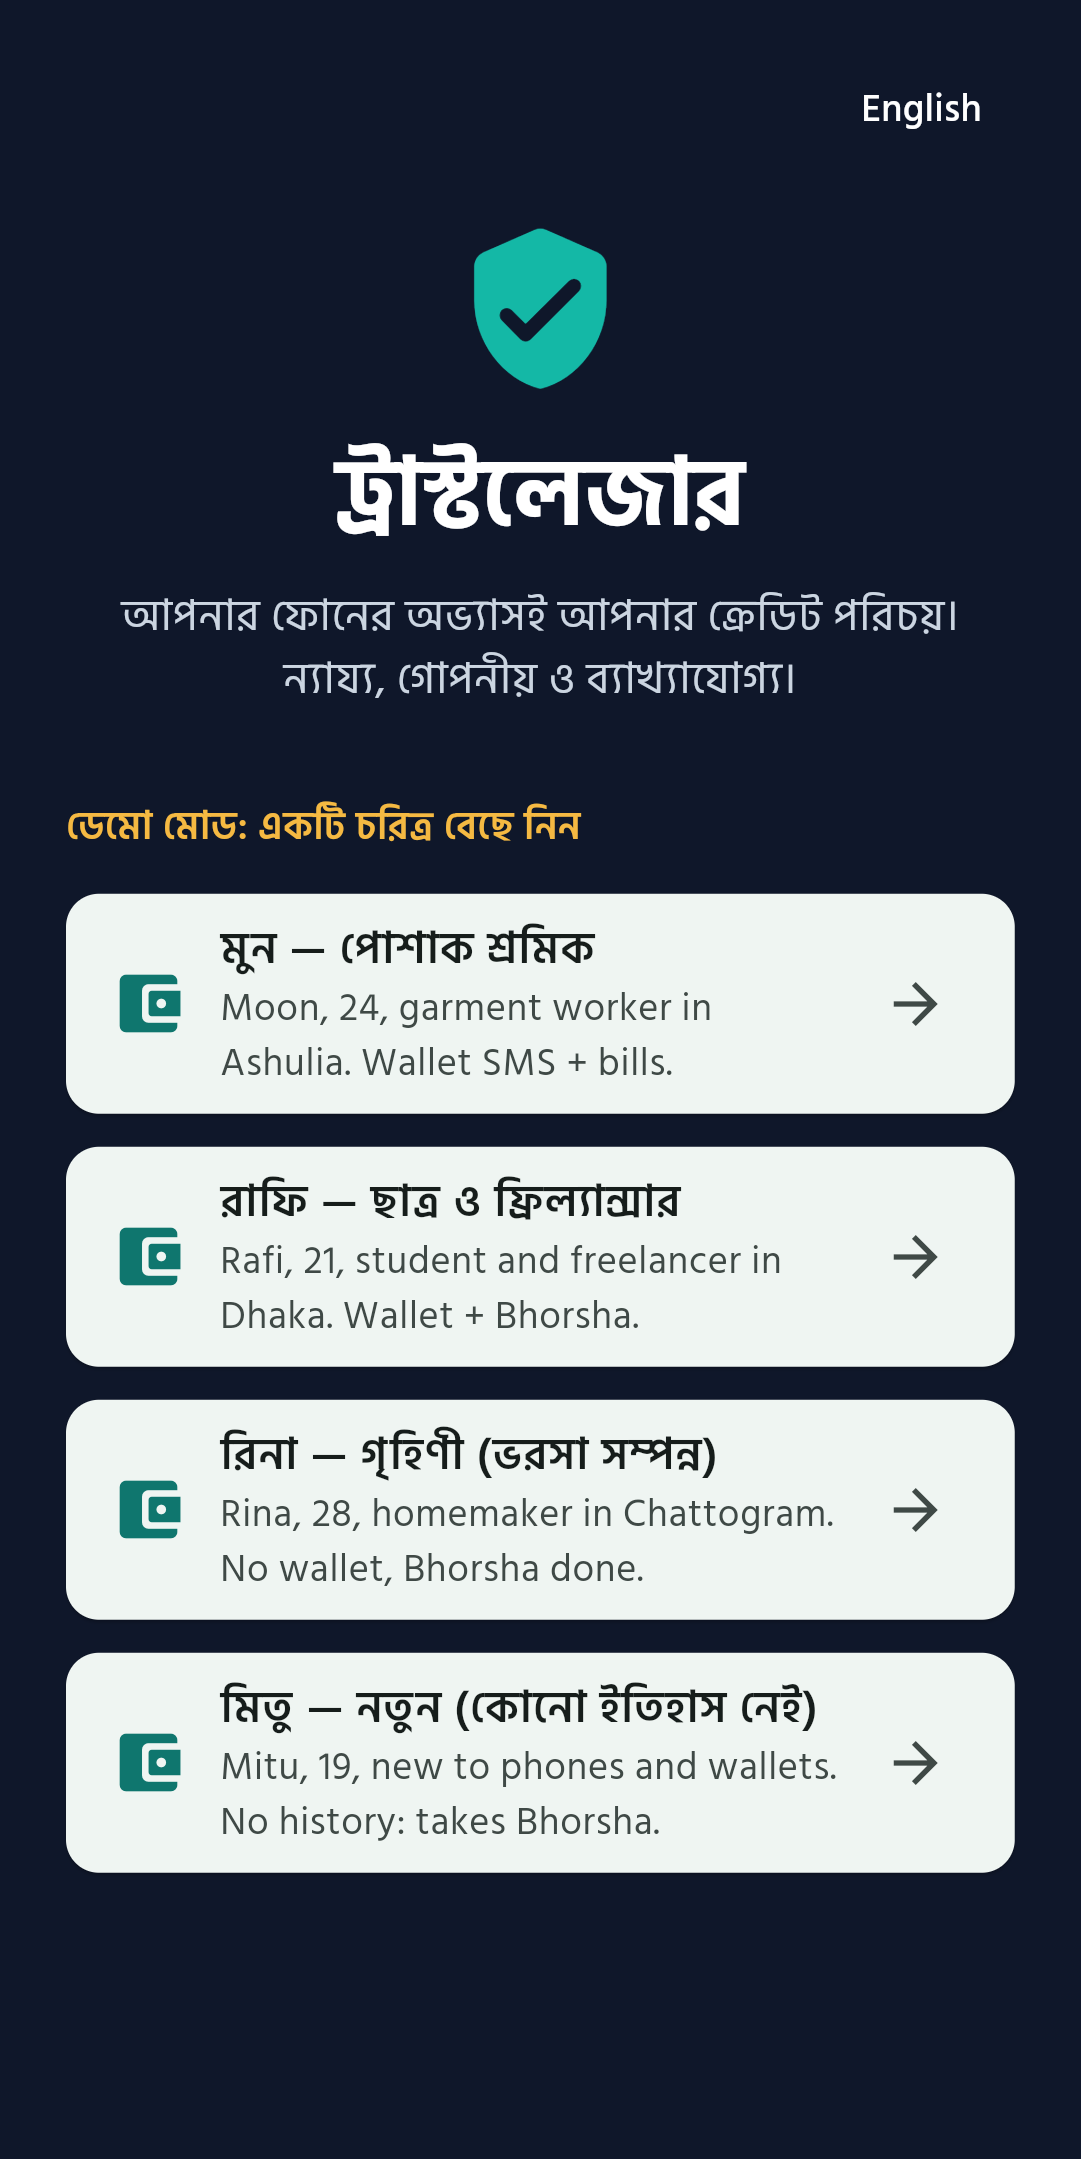 English
ট্রাস্টলেজার
আপনার ফোনের অভ্যাসই আপনার ক্রেডিট পরিচয়।
ন্যায্য, গোপনীয় ও ব্যাখ্যাযোগ্য।
ডেমো মোড: একটি চরিত্র বেছে নিন
মুন — পোশাক শ্রমিক
Moon, 24, garment worker in
Ashulia. Wallet SMS + bills.
রাফি — ছাত্র ও ফ্রিল্যান্সার
Rafi, 21, student and freelancer in
Dhaka. Wallet + Bhorsha.
রিনা — গৃহিণী (ভরসা সম্পন্ন)
Rina, 28, homemaker in Chattogram.
No wallet, Bhorsha done.
মিতু — নতুন (কোনো ইতিহাস নেই)
Mitu, 19, new to phones and wallets.
No history: takes Bhorsha.